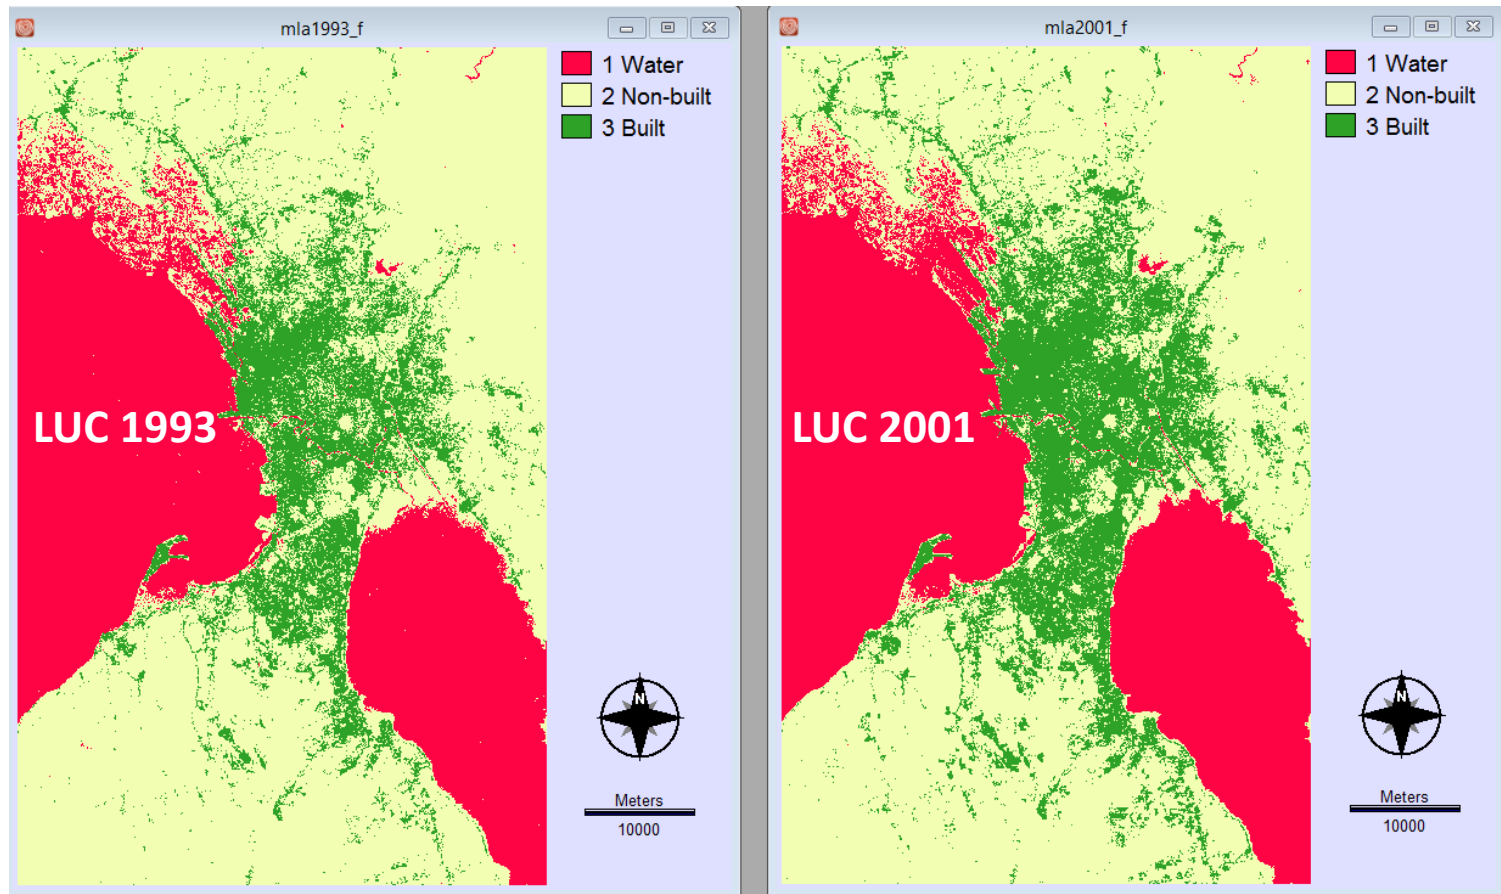 mla1993_f
1 Water
2 Non-built
3 Built
LUC 1993
N
Meters
10000
mla2001_f
1 Water
2 Non-built
3 Built
LUC 2001
N
Meters
10000